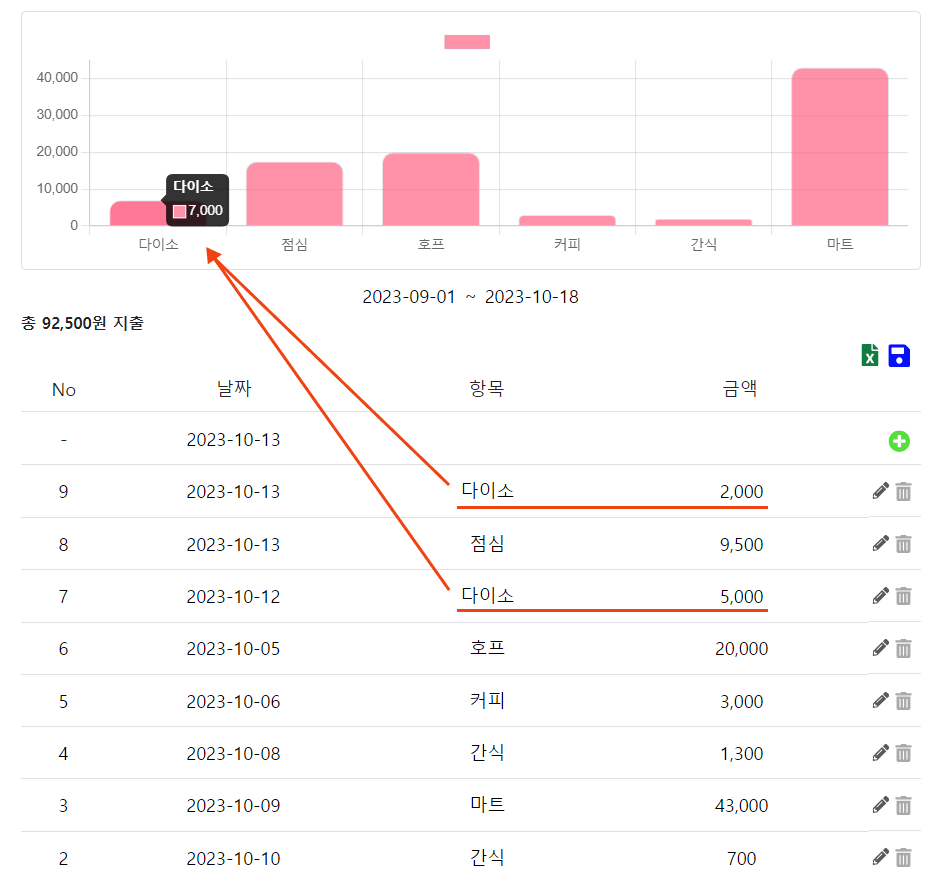 40,000
30,000
20,000
10,000
0
다이소
7,000
다이소 점심 호프 커피 간식 마트
2023-09-01 ~ 2023-10-18
총 92,500원 지출
No 날짜 항목 금액
- 2023-10-13
9 2023-10-13 다이소 2,000
8 2023-10-13 점심 9,500
7 2023-10-12 다이소 5,000
6 2023-10-05 호프 20,000
5 2023-10-06 커피 3,000
4 2023-10-08 간식 1,300
3 2023-10-09 마트 43,000
2 2023-10-10 간식 700